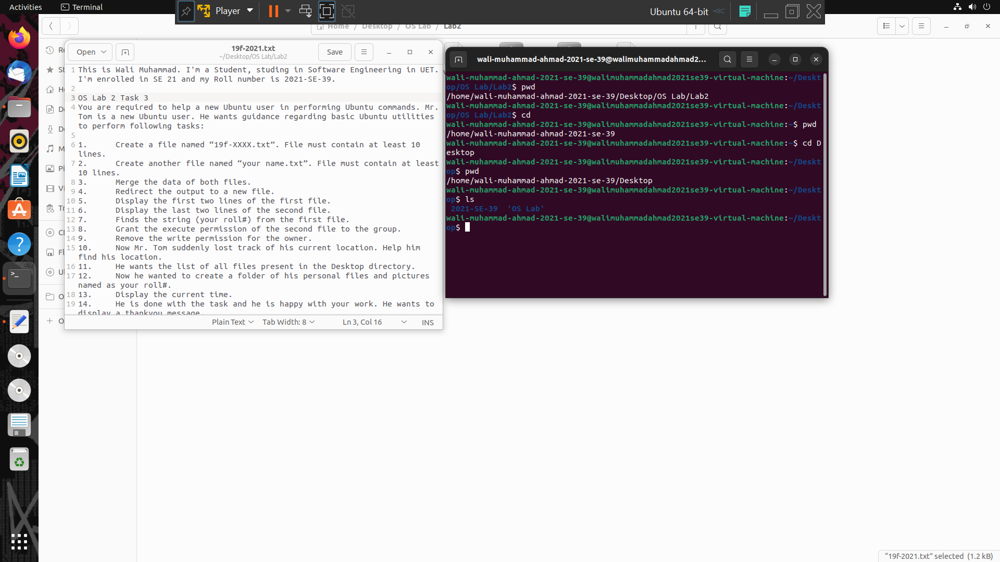 Activities
Terminal
Player
Ubuntu 64-bit
Home / Desktop / OS Lab / Lab2
Open
19f-2021.txt
~/Desktop/OS Lab/Lab2
Save
1 This is Wali Muhammad. I'm a Student, studing in Software Engineering in UET.
I'm enrolled in SE 21 and my Roll number is 2021-SE-39.
2
3 OS Lab 2 Task 3
4 You are required to help a new Ubuntu user in performing Ubuntu commands. Mr.
Tom is a new Ubuntu user. He wants guidance regarding basic Ubuntu utilities
to perform following tasks:
5
6 1. Create a file named “19f-XXXX.txt”. File must contain at least 10
lines.
7 2. Create another file named “your name.txt”. File must contain at least
10 lines.
8 3. Merge the data of both files.
9 4. Redirect the output to a new file.
10 5. Display the first two lines of the first file.
11 6. Display the last two lines of the second file.
12 7. Finds the string (your roll#) from the first file.
13 8. Grant the execute permission of the second file to the group.
14 9. Remove the write permission for the owner.
15 10. Now Mr. Tom suddenly lost track of his current location. Help him
find his location.
16 11. He wants the list of all files present in the Desktop directory.
17 12. Now he wanted to create a folder of his personal files and pictures
named as your roll#.
18 13. Display the current time.
19 14. He is done with the task and he is happy with your work. He wants to
display a thankyou message.
Plain Text
Tab Width: 8
Ln 3, Col 16
INS
wali-muhammad-ahmad-2021-se-39@walimuhammadahmad2...
wali-muhammad-ahmad-2021-se-39@walimuhammadahmad2021se39-virtual-machine:~/Deskt
op/OS Lab/Lab2$ pwd
/home/wali-muhammad-ahmad-2021-se-39/Desktop/OS Lab/Lab2
wali-muhammad-ahmad-2021-se-39@walimuhammadahmad2021se39-virtual-machine:~/Deskt
op/OS Lab/Lab2$ cd
wali-muhammad-ahmad-2021-se-39@walimuhammadahmad2021se39-virtual-machine:~$ pwd
/home/wali-muhammad-ahmad-2021-se-39
wali-muhammad-ahmad-2021-se-39@walimuhammadahmad2021se39-virtual-machine:~$ cd D
esktop
wali-muhammad-ahmad-2021-se-39@walimuhammadahmad2021se39-virtual-machine:~/Deskt
op$ pwd
/home/wali-muhammad-ahmad-2021-se-39/Desktop
wali-muhammad-ahmad-2021-se-39@walimuhammadahmad2021se39-virtual-machine:~/Deskt
op$ ls
2021-SE-39 'OS Lab'
wali-muhammad-ahmad-2021-se-39@walimuhammadahmad2021se39-virtual-machine:~/Deskt
op$
“19f-2021.txt” selected (1.2 kB)